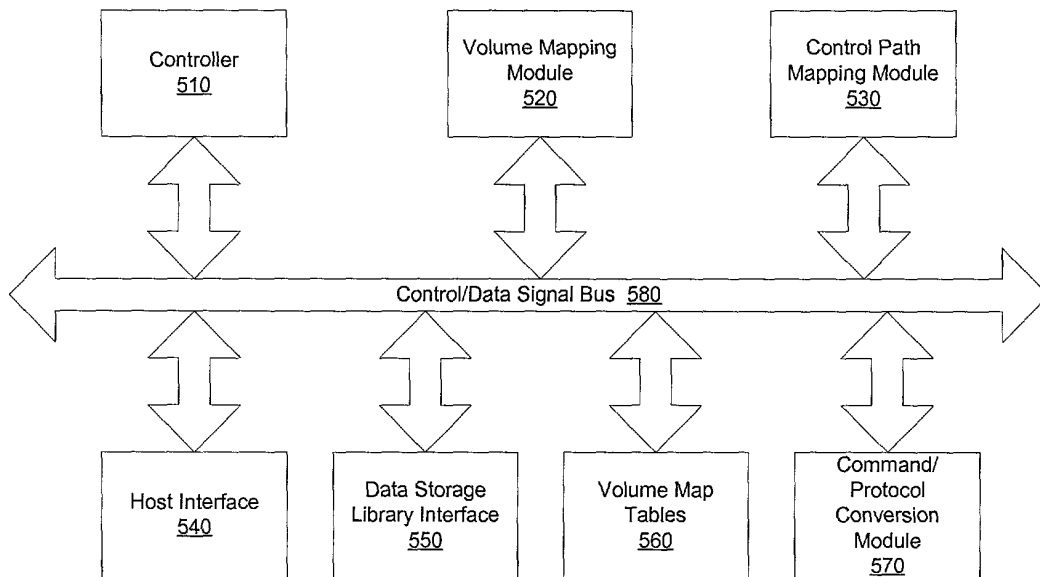 Controller
510
Volume Mapping
Module
520
Control Path
Mapping Module
530
Control/Data Signal Bus 580
Host Interface
540
Data Storage
Library Interface
550
Volume Map
Tables
560
Command/
Protocol
Conversion
Module
570